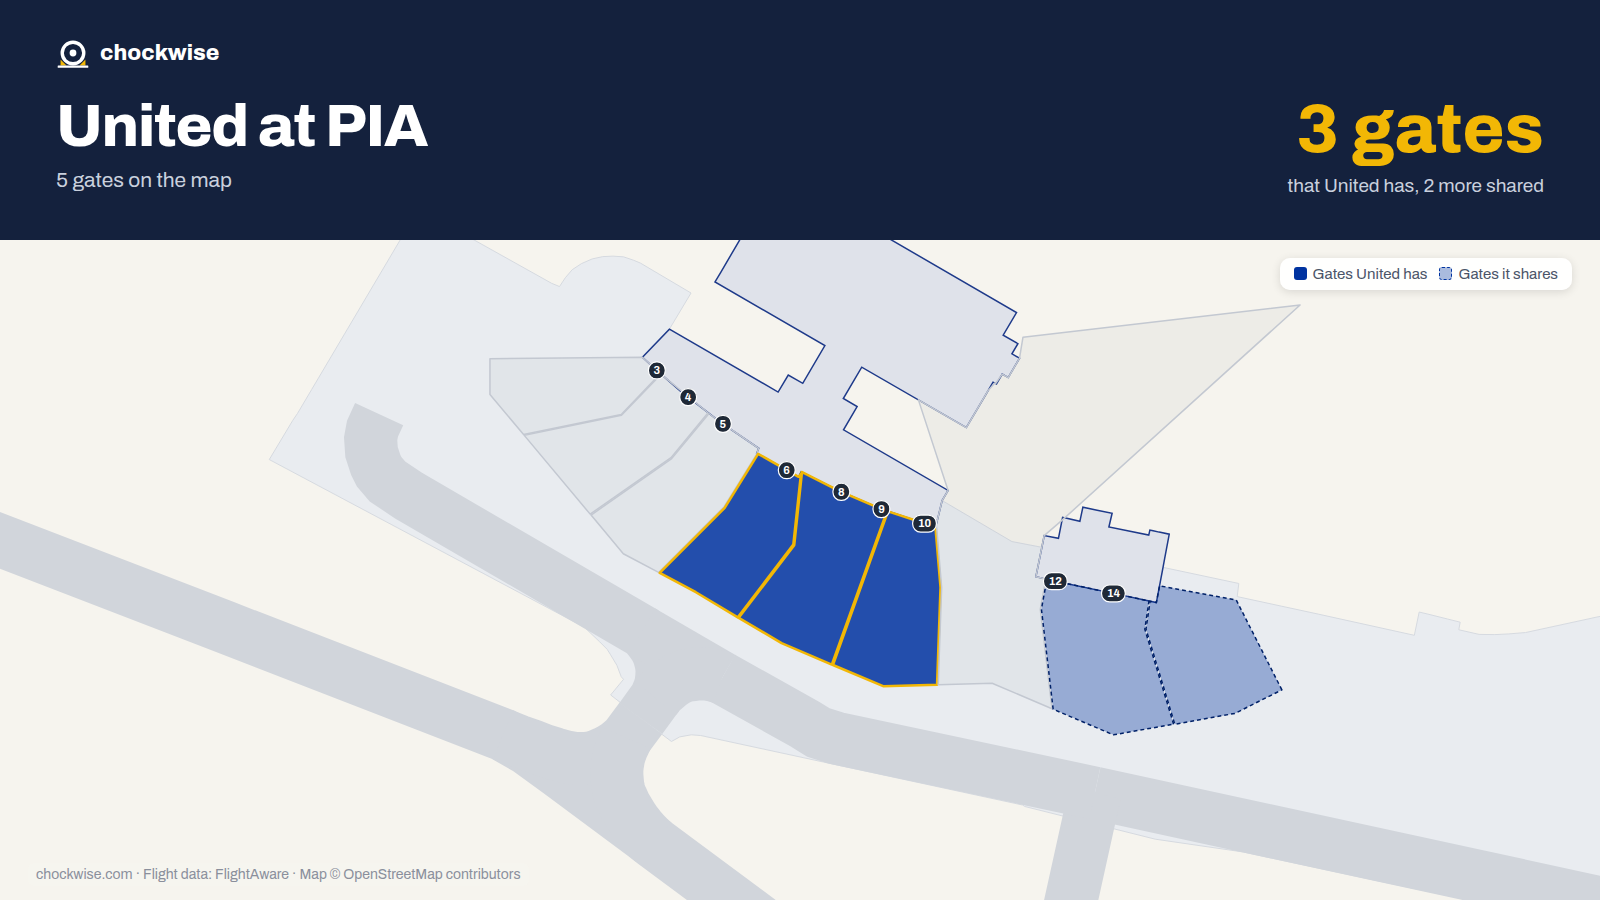 chockwise
United at PIA
5 gates on the map
3 gates
that United has, 2 more shared
Gates United has
Gates it shares
3
4
5
6
8
9
10
12
14
chockwise.com · Flight data: FlightAware · Map © OpenStreetMap contributors